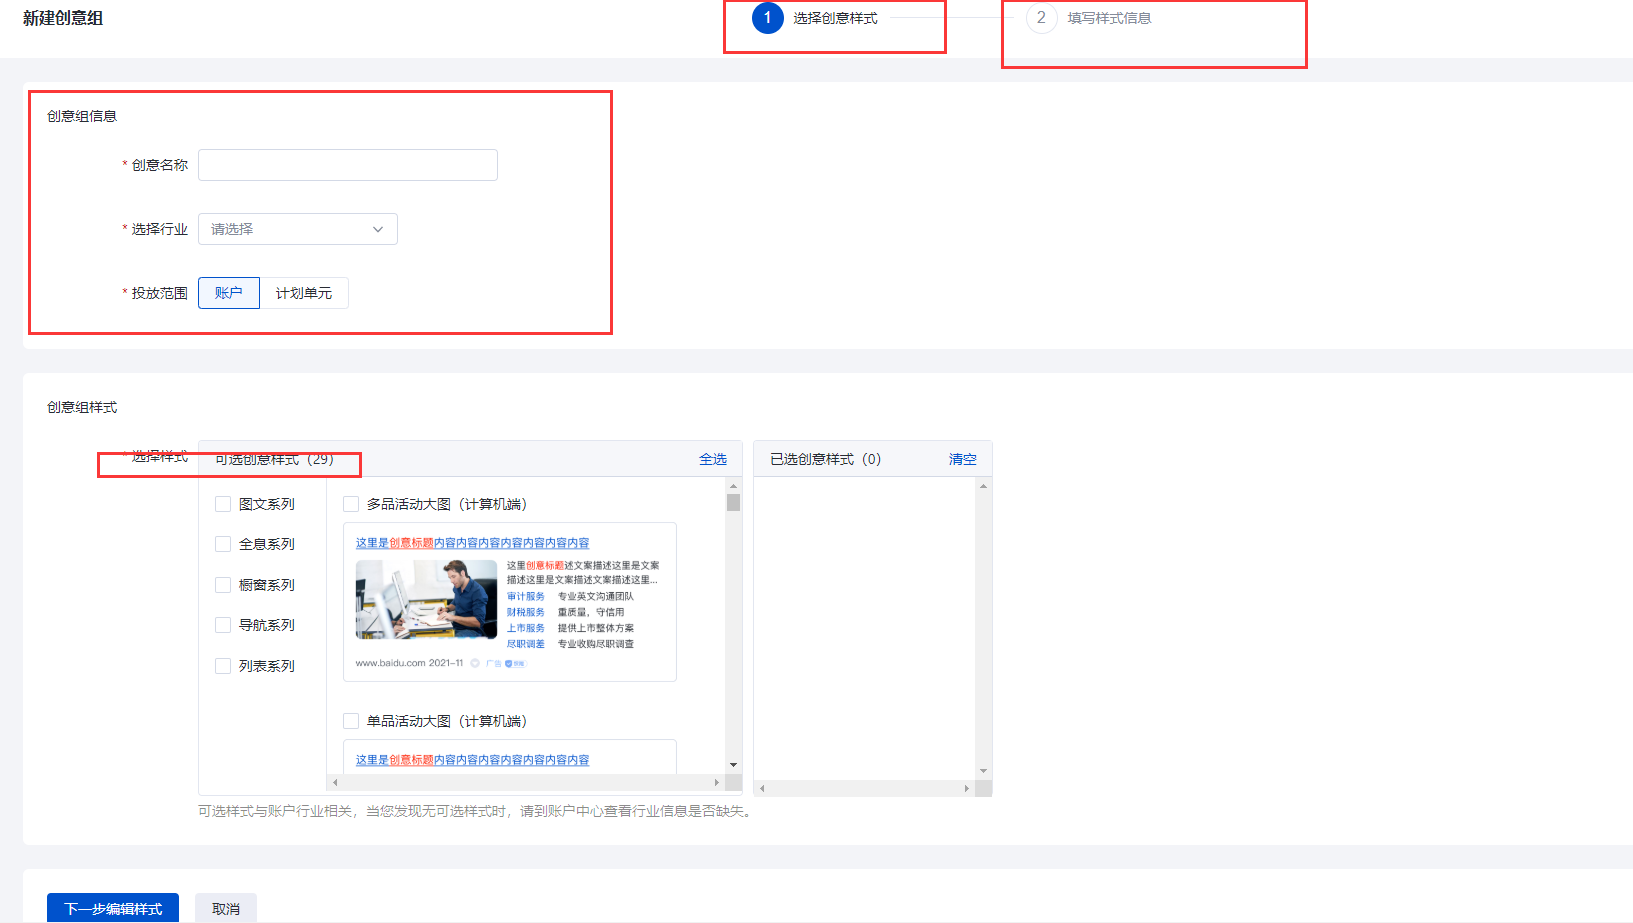 新建创意组
1 选择创意样式
2 填写样式信息
创意组信息
* 创意名称
* 选择行业 请选择
* 投放范围 账户 计划单元
创意组样式
* 选择样式 可选创意样式（29） 全选 已选创意样式（0） 清空
图文系列
全息系列
橱窗系列
导航系列
列表系列
多品活动大图（计算机端）
这里是创意标题内容内容内容内容内容内容内容
这里创意标题述文案描述这里是文案
描述这里是文案描述文案描述这里...
审计服务 专业英文沟通团队
财税服务 重质量，守信用
上市服务 提供上市整体方案
尽职调差 专业收购尽职调查
www.baidu.com 2021-11
单品活动大图（计算机端）
这里是创意标题内容内容内容内容内容内容内容
可选样式与账户行业相关，当您发现无可选样式时，请到账户中心查看行业信息是否缺失。
下一步编辑样式 取消